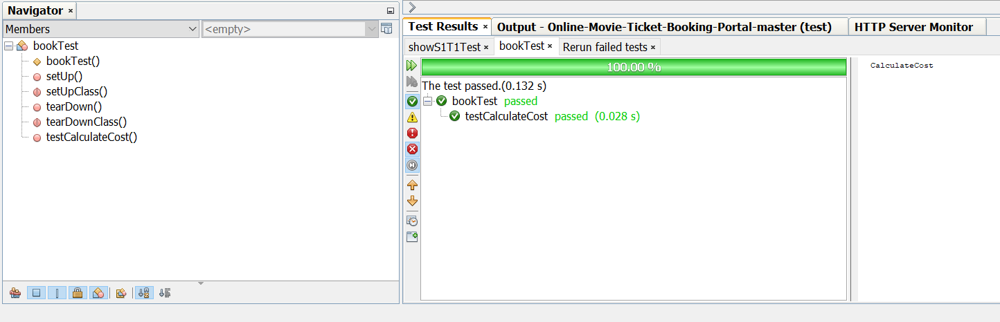 Navigator ×
Members
<empty>
bookTest
bookTest()
setUp()
setUpClass()
tearDown()
tearDownClass()
testCalculateCost()
Test Results × Output - Online-Movie-Ticket-Booking-Portal-master (test) HTTP Server Monitor
showS1T1Test × bookTest × Rerun failed tests ×
100.00 %
The test passed.(0.132 s)
bookTest passed
testCalculateCost passed (0.028 s)
CalculateCost